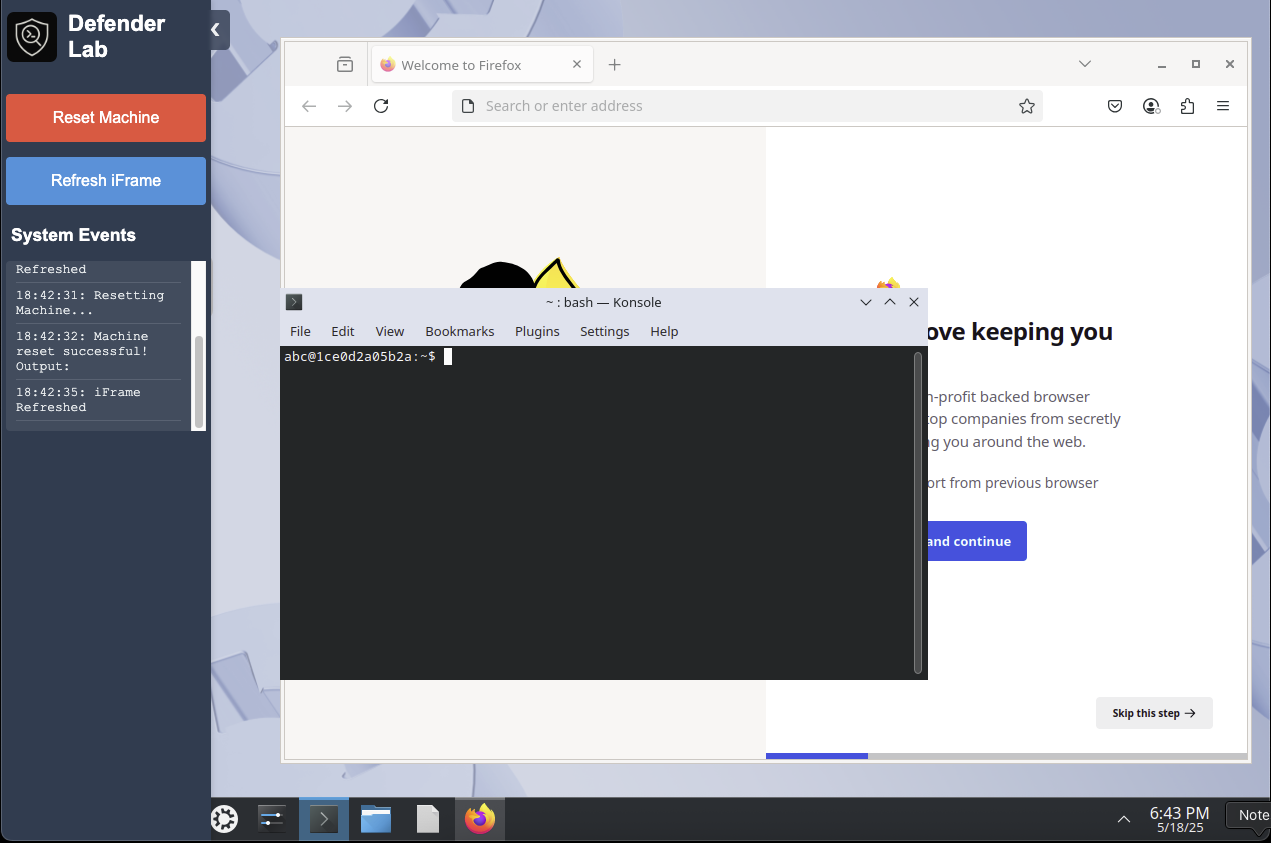 Defender
Lab
Reset Machine
Refresh iFrame
System Events
Refreshed
18:42:31: Resetting
Machine...
18:42:32: Machine
reset successful!
Output:
18:42:35: iFrame
Refreshed
Welcome to Firefox
Search or enter address
~ : bash — Konsole
File Edit View Bookmarks Plugins Settings Help
abc@1ce0d2a05b2a:~$
ove keeping you
n-profit backed browser
top companies from secretly
ng you around the web.
ort from previous browser
and continue
Skip this step
6:43 PM
5/18/25
Note